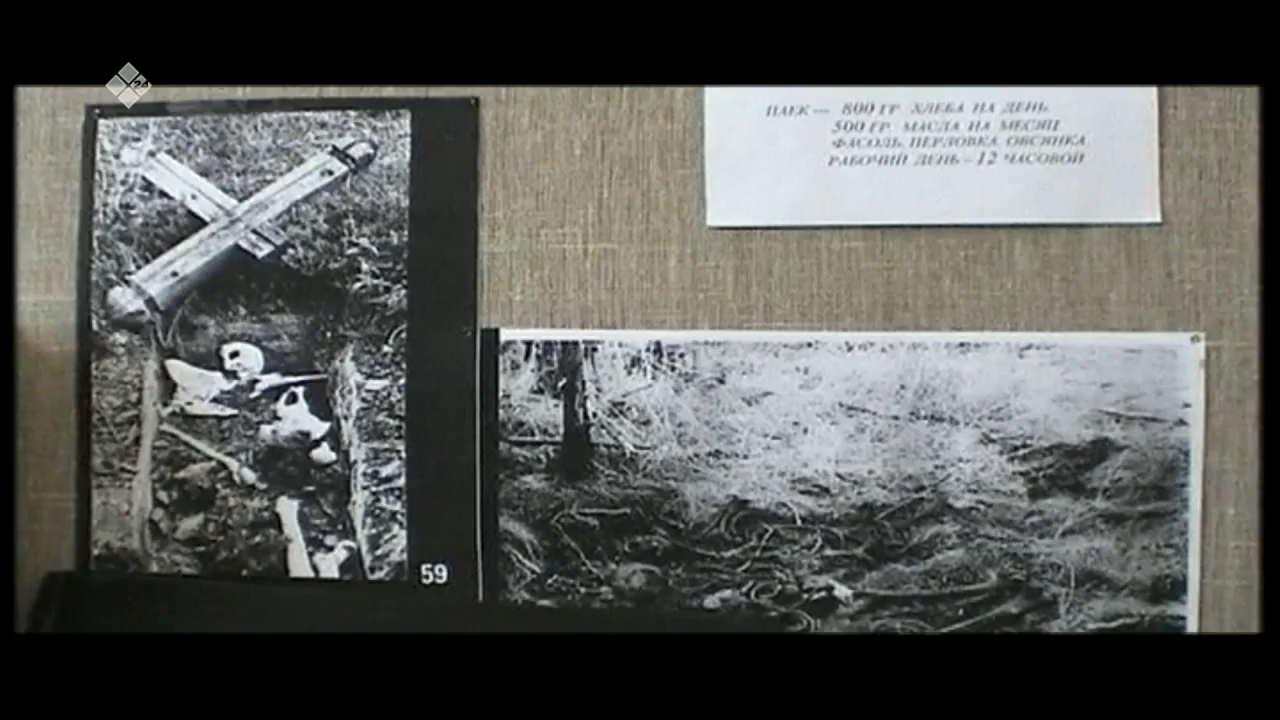 24
ПАЕК — 800 ГР ХЛЕБА НА ДЕНЬ
500 ГР. МАСЛА НА МЕСЯЦ
ФАСОЛЬ, ПЕРЛОВКА, ОВСЯНКА
РАБОЧИЙ ДЕНЬ – 12 ЧАСОВОЙ
59